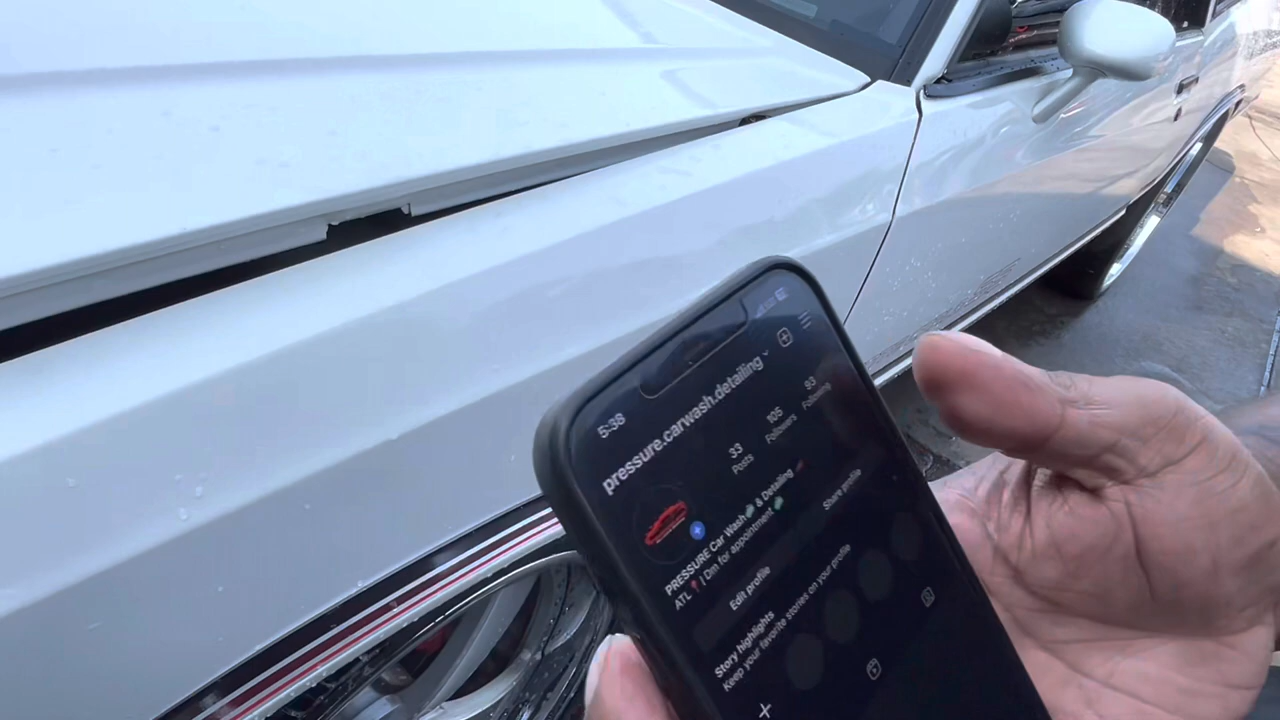 5:38
pressure.carwash.detailing
33 105 93
Posts Followers Following
PRESSURE Car Wash & Detailing
ATL | Dm for appointment
Edit profile Share profile
Story highlights
Keep your favorite stories on your profile